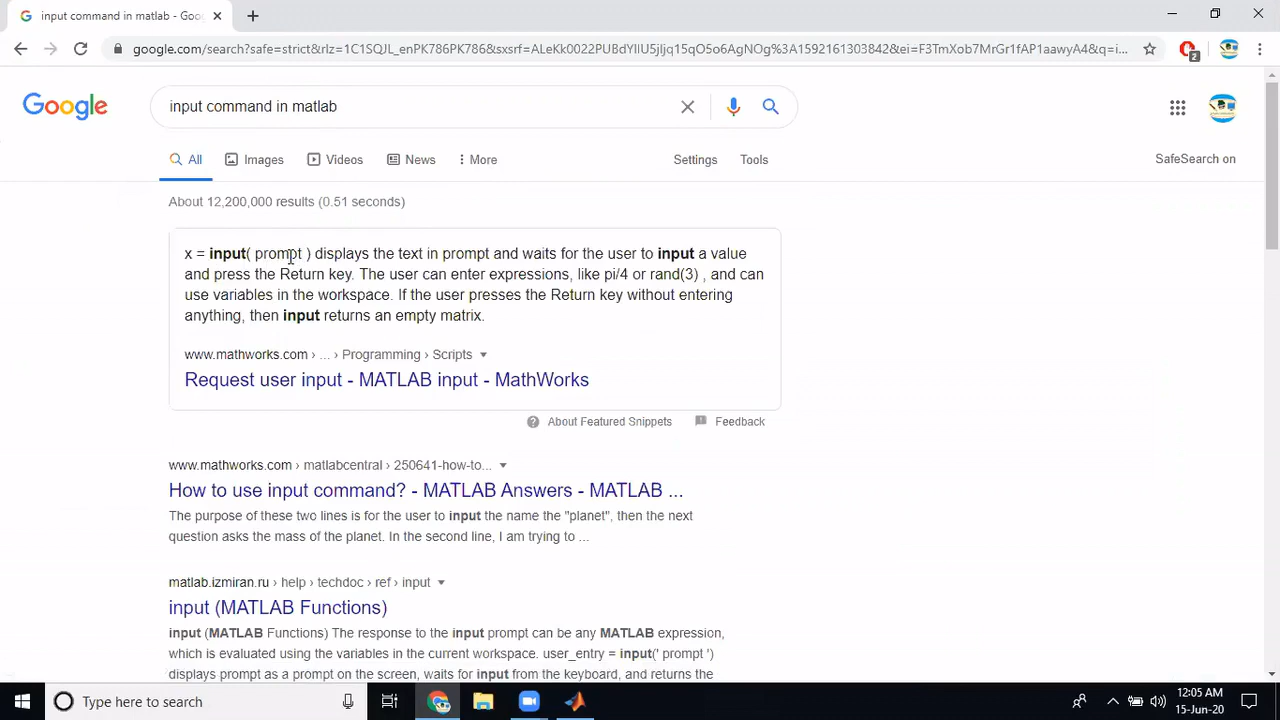 input command in matlab - Goo
google.com/search?safe=strict&rlz=1C1SQJL_enPK786PK786&sxsrf=ALeKk0022PUBdYlIU5jIjq15qO5o6AgNOg%3A1592161303842&ei=F3TmXob7MrGr1fAP1aawyA4&q=i...
2
Google
input command in matlab
All
Images
Videos
News
More
Settings
Tools
SafeSearch on
About 12,200,000 results (0.51 seconds)
x = input( prompt ) displays the text in prompt and waits for the user to input a value
and press the Return key. The user can enter expressions, like pi/4 or rand(3) , and can
use variables in the workspace. If the user presses the Return key without entering
anything, then input returns an empty matrix.
www.mathworks.com › ... › Programming › Scripts
Request user input - MATLAB input - MathWorks
About Featured Snippets
Feedback
www.mathworks.com › matlabcentral › 250641-how-to...
How to use input command? - MATLAB Answers - MATLAB ...
The purpose of these two lines is for the user to input the name the "planet", then the next
question asks the mass of the planet. In the second line, I am trying to ...
matlab.izmiran.ru › help › techdoc › ref › input
input (MATLAB Functions)
input (MATLAB Functions) The response to the input prompt can be any MATLAB expression,
which is evaluated using the variables in the current workspace. user_entry = input(' prompt ')
displays prompt as a prompt on the screen, waits for input from the keyboard, and returns the
Type here to search
12:05 AM
15-Jun-20